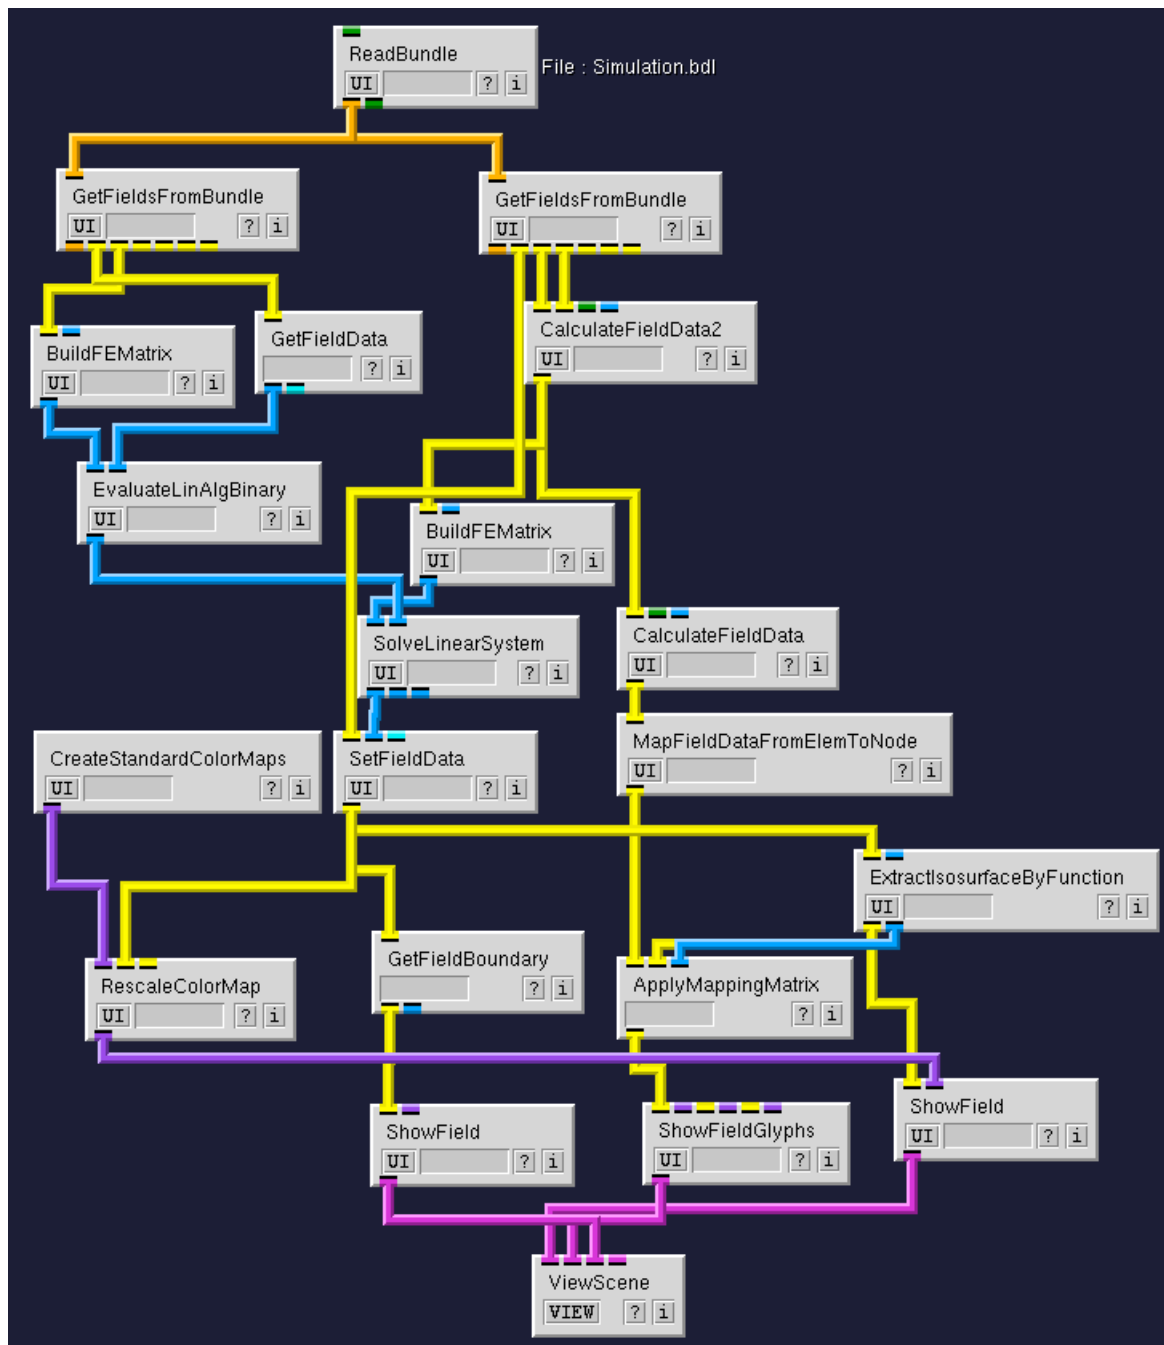 ReadBundle
UI ? i
File : Simulation.bdl
GetFieldsFromBundle
UI ? i
GetFieldsFromBundle
UI ? i
BuildFEMatrix
UI ? i
GetFieldData
? i
CalculateFieldData2
UI ? i
EvaluateLinAlgBinary
UI ? i
BuildFEMatrix
UI ? i
SolveLinearSystem
UI ? i
CalculateFieldData
UI ? i
CreateStandardColorMaps
UI ? i
SetFieldData
UI ? i
MapFieldDataFromElemToNode
UI ? i
ExtractIsosurfaceByFunction
UI ? i
RescaleColorMap
UI ? i
GetFieldBoundary
? i
ApplyMappingMatrix
? i
ShowField
UI ? i
ShowFieldGlyphs
UI ? i
ShowField
UI ? i
ViewScene
VIEW ? i